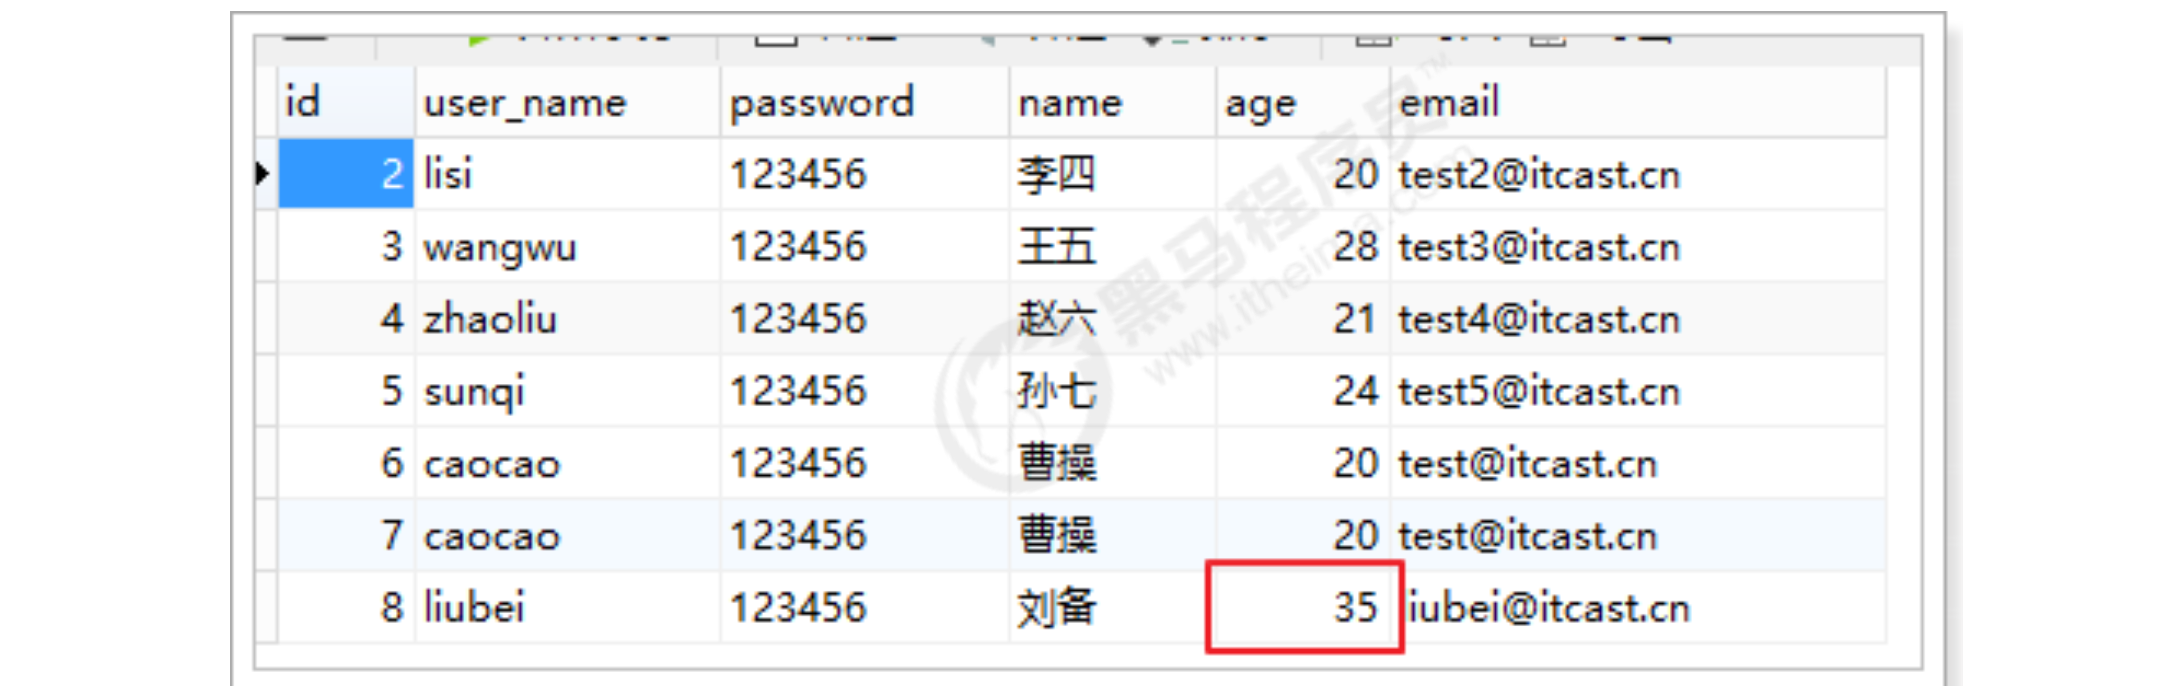 id user_name password name age email
2 lisi 123456 李四 20 test2@itcast.cn
3 wangwu 123456 王五 28 test3@itcast.cn
4 zhaoliu 123456 赵六 21 test4@itcast.cn
5 sunqi 123456 孙七 24 test5@itcast.cn
6 caocao 123456 曹操 20 test@itcast.cn
7 caocao 123456 曹操 20 test@itcast.cn
8 liubei 123456 刘备 35 iubei@itcast.cn
黑马程序员™
www.itheima.com